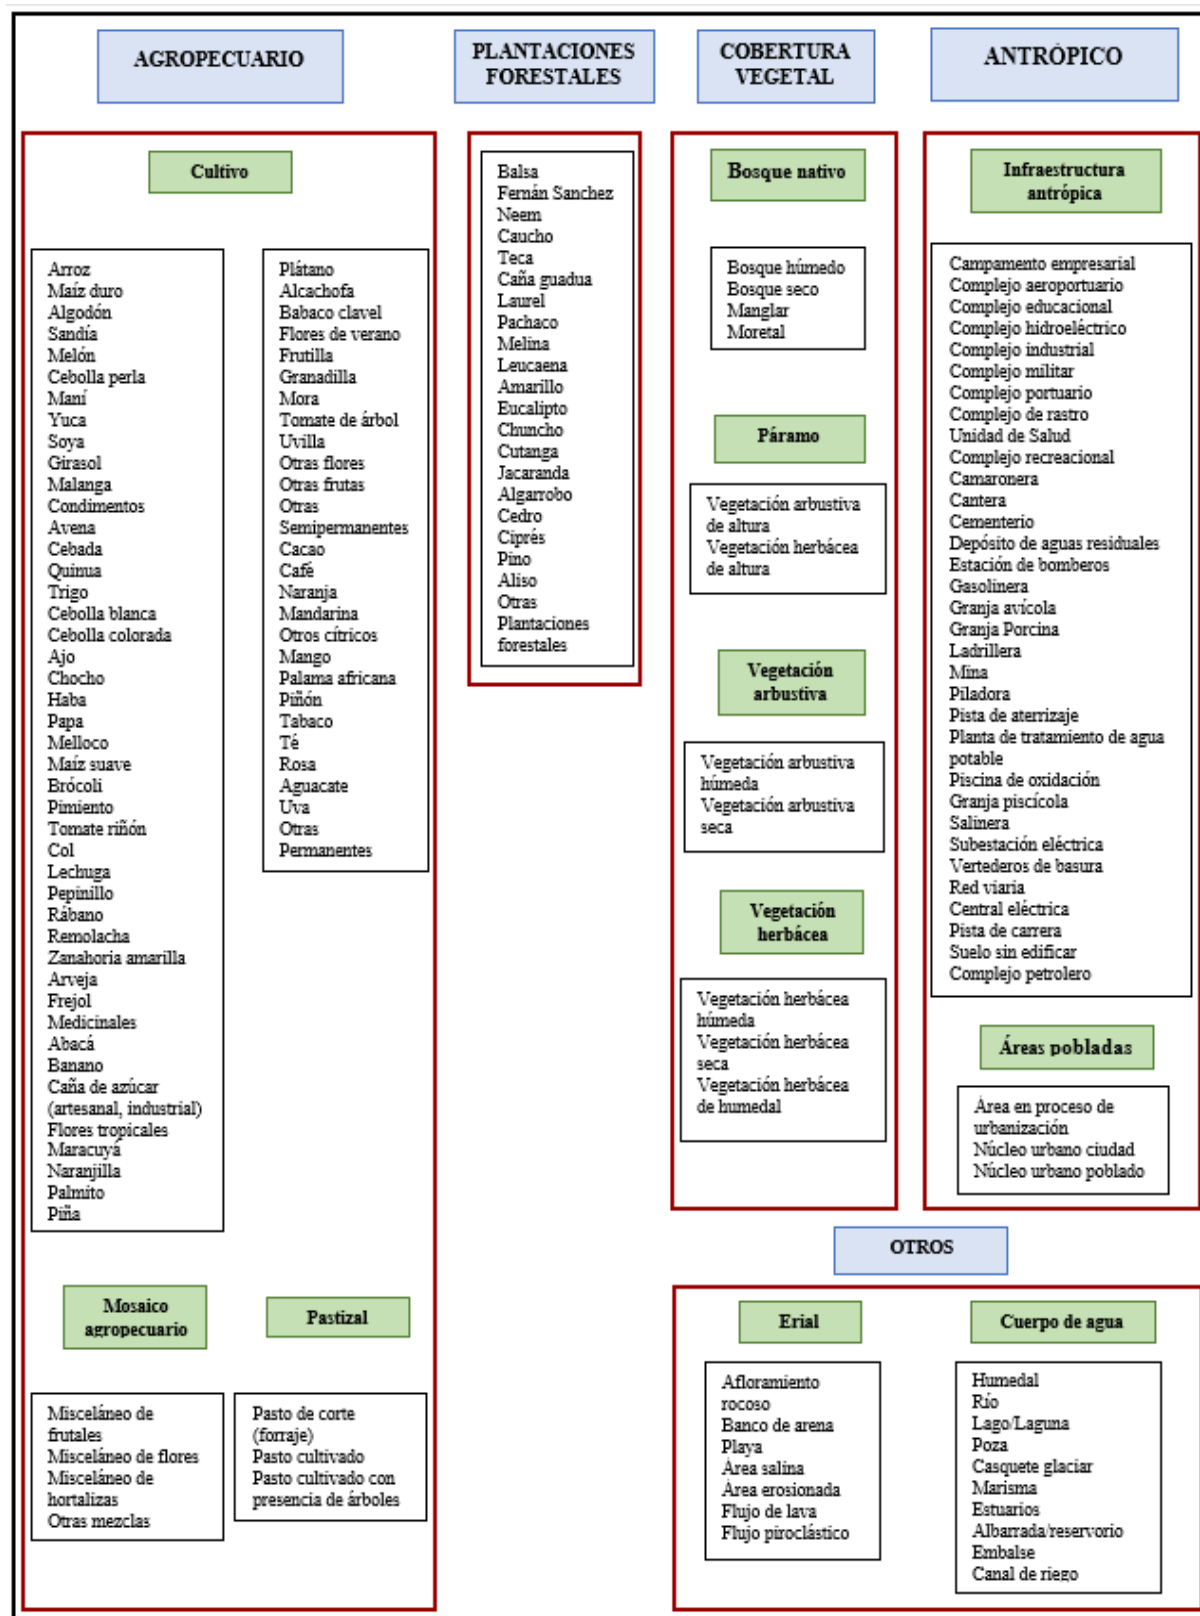 AGROPECUARIO
Cultivo
Arroz
Maíz duro
Algodón
Sandía
Melón
Cebolla perla
Maní
Yuca
Soya
Girasol
Malanga
Condimentos
Avena
Cebada
Quinua
Trigo
Cebolla blanca
Cebolla colorada
Ajo
Chocho
Haba
Papa
Melloco
Maíz suave
Brócoli
Pimiento
Tomate riñón
Col
Lechuga
Pepinillo
Rábano
Remolacha
Zanahoria amarilla
Arveja
Frejol
Medicinales
Abacá
Banano
Caña de azúcar
(artesanal, industrial)
Flores tropicales
Maracuyá
Naranjilla
Palmito
Piña
Plátano
Alcachofa
Babaco clavel
Flores de verano
Frutilla
Granadilla
Mora
Tomate de árbol
Uvilla
Otras flores
Otras frutas
Otras
Semipermanentes
Cacao
Café
Naranja
Mandarina
Otros cítricos
Mango
Palama africana
Piñón
Tabaco
Té
Rosa
Aguacate
Uva
Otras
Permanentes
Mosaico
agropecuario
Misceláneo de
frutales
Misceláneo de flores
Misceláneo de
hortalizas
Otras mezclas
Pastizal
Pasto de corte
(forraje)
Pasto cultivado
Pasto cultivado con
presencia de árboles
PLANTACIONES
FORESTALES
Balsa
Fernán Sanchez
Neem
Caucho
Teca
Caña guadua
Laurel
Pachaco
Melina
Leucaena
Amarillo
Eucalipto
Chuncho
Cutanga
Jacaranda
Algarrobo
Cedro
Ciprés
Pino
Aliso
Otras
Plantaciones
forestales
COBERTURA
VEGETAL
Bosque nativo
Bosque húmedo
Bosque seco
Manglar
Moretal
Páramo
Vegetación arbustiva
de altura
Vegetación herbácea
de altura
Vegetación
arbustiva
Vegetación arbustiva
húmeda
Vegetación arbustiva
seca
Vegetación
herbácea
Vegetación herbácea
húmeda
Vegetación herbácea
seca
Vegetación herbácea
de humedal
ANTRÓPICO
Infraestructura
antrópica
Campamento empresarial
Complejo aeroportuario
Complejo educacional
Complejo hidroeléctrico
Complejo industrial
Complejo militar
Complejo portuario
Complejo de rastro
Unidad de Salud
Complejo recreacional
Camaronera
Cantera
Cementerio
Depósito de aguas residuales
Estación de bomberos
Gasolinera
Granja avícola
Granja Porcina
Ladrillera
Mina
Piladora
Pista de aterrizaje
Planta de tratamiento de agua
potable
Piscina de oxidación
Granja piscícola
Salinera
Subestación eléctrica
Vertederos de basura
Red viaria
Central eléctrica
Pista de carrera
Suelo sin edificar
Complejo petrolero
Áreas pobladas
Área en proceso de
urbanización
Núcleo urbano ciudad
Núcleo urbano poblado
OTROS
Erial
Afloramiento
rocoso
Banco de arena
Playa
Área salina
Área erosionada
Flujo de lava
Flujo piroclástico
Cuerpo de agua
Humedal
Río
Lago/Laguna
Poza
Casquete glaciar
Marisma
Estuarios
Albarrada/reservorio
Embalse
Canal de riego